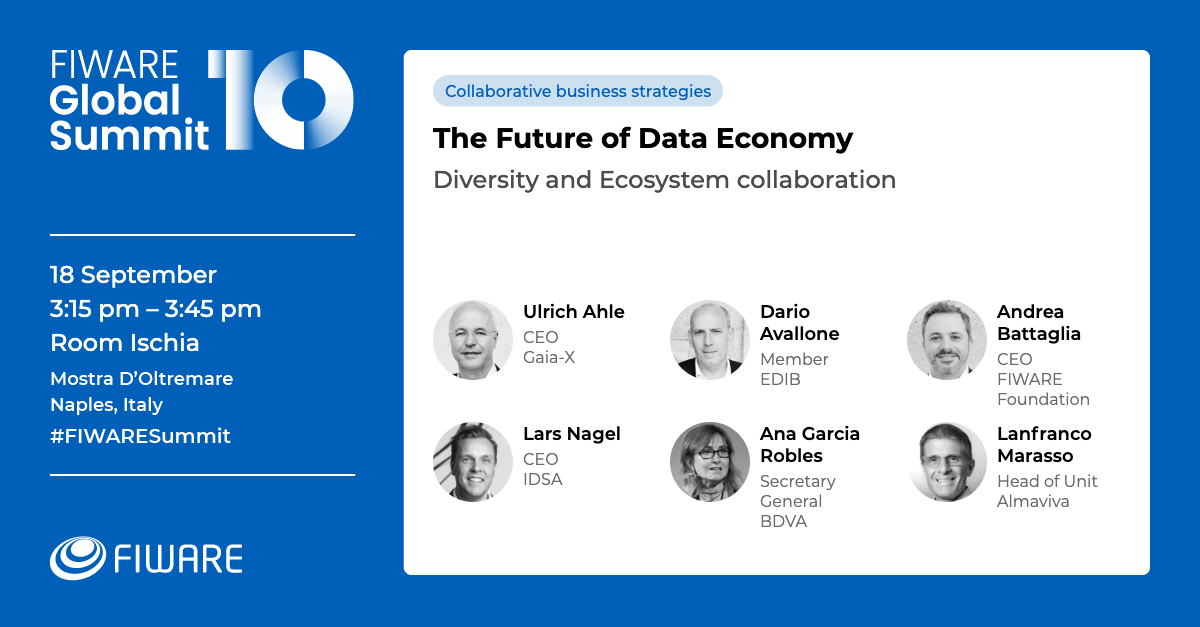 FIWARE
Global
Summit
10
18 September
3:15 pm – 3:45 pm
Room Ischia
Mostra D’Oltremare
Naples, Italy
#FIWARESummit
FIWARE
Collaborative business strategies
The Future of Data Economy
Diversity and Ecosystem collaboration
Ulrich Ahle
CEO
Gaia-X
Dario
Avallone
Member
EDIB
Andrea
Battaglia
CEO
FIWARE
Foundation
Lars Nagel
CEO
IDSA
Ana Garcia
Robles
Secretary
General
BDVA
Lanfranco
Marasso
Head of Unit
Almaviva